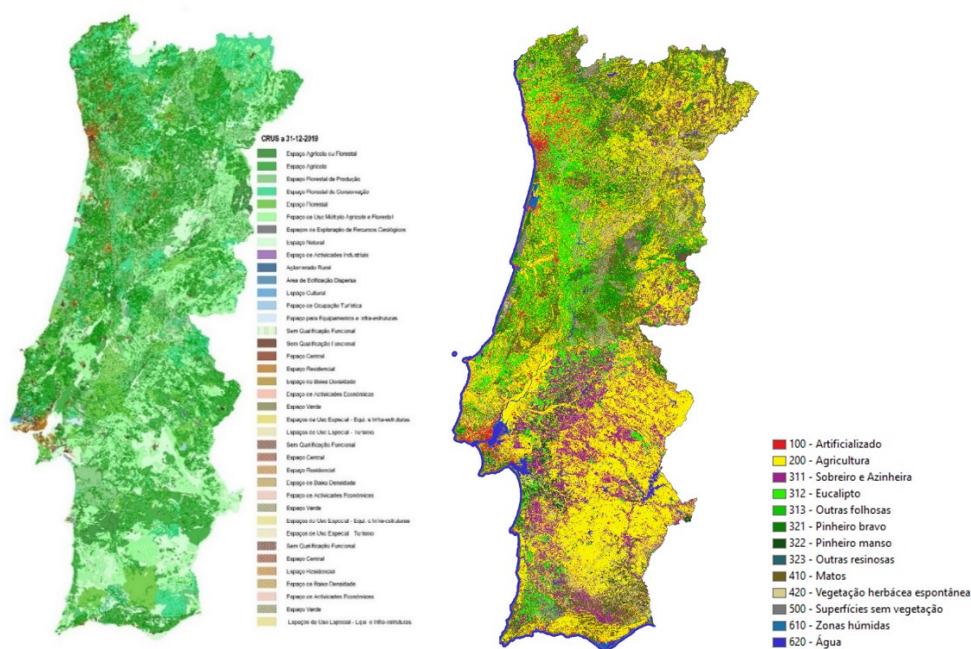 CRUS a 31-12-2019
Espaço Agrícola ou Florestal
Espaço Agrícola
Espaço Florestal de Produção
Espaço Florestal de Conservação
Espaço Florestal
Espaço de Uso Múltiplo Agrícola e Florestal
Espaços de Exploração de Recursos Geológicos
Espaço Natural
Espaço de Actividades Industriais
Aglomerado Rural
Área de Edificação Dispersa
Espaço Cultural
Espaço de Ocupação Turística
Espaço para Equipamentos e Infra-estruturas
Sem Qualificação Funcional
Sem Qualificação Funcional
Espaço Central
Espaço Residencial
Espaço de Baixa Densidade
Espaço de Actividades Económicas
Espaço Verde
Espaços de Uso Especial - Equi. e Infra-estruturas
Espaços de Uso Especial - Turismo
Sem Qualificação Funcional
Espaço Central
Espaço Residencial
Espaço de Baixa Densidade
Espaço de Actividades Económicas
Espaço Verde
Espaços de Uso Especial - Equi. e Infra-estruturas
Espaços de Uso Especial - Turismo
Sem Qualificação Funcional
Espaço Central
Espaço Residencial
Espaço de Baixa Densidade
Espaço de Actividades Económicas
Espaço Verde
Espaços de Uso Especial - Equi. e Infra-estruturas
100 - Artificializado
200 - Agricultura
311 - Sobreiro e Azinheira
312 - Eucalipto
313 - Outras folhosas
321 - Pinheiro bravo
322 - Pinheiro manso
323 - Outras resinosas
410 - Matos
420 - Vegetação herbácea espontânea
500 - Superfícies sem vegetação
610 - Zonas húmidas
620 - Água